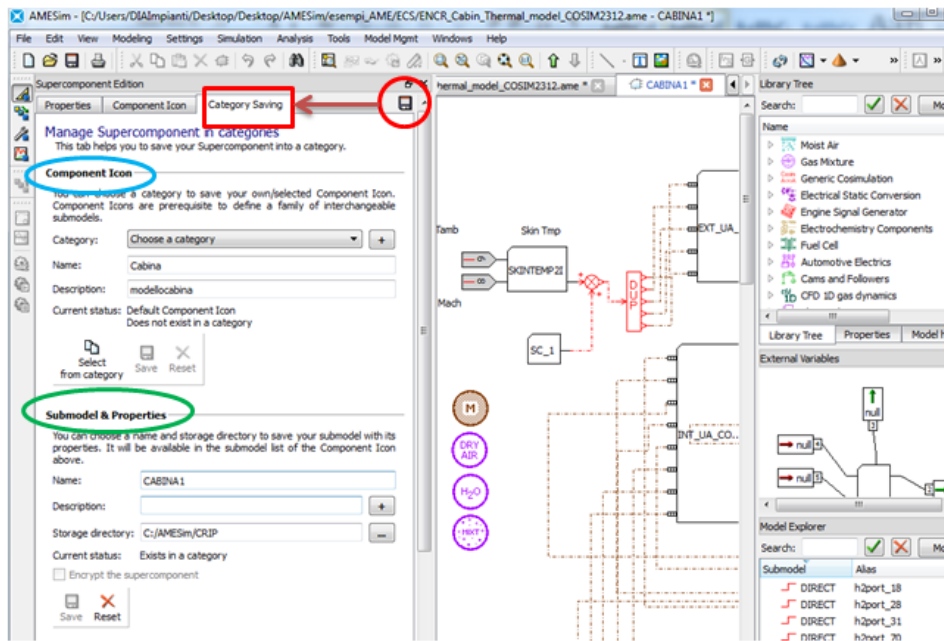 AMESim - [C:/Users/DIAImpianti/Desktop/Desktop/AMESim/esempi_AME/ECS/ENCR_Cabin_Thermal_model_COSIM2312.ame - CABINA1 *]
File Edit View Modeling Settings Simulation Analysis Tools Model Mgmt Windows Help
Supercomponent Edition
Properties Component Icon Category Saving
Manage Supercomponent in categories
This tab helps you to save your Supercomponent into a category.
Component Icon
You can choose a category to save your own/selected Component Icon.
Component Icons are prerequisite to define a family of interchangeable
submodels.
Category: Choose a category +
Name: Cabina
Description: modellocabina
Current status: Default Component Icon
Does not exist in a category
Select
from category Save Reset
Submodel & Properties
You can choose a name and storage directory to save your submodel with its
properties. It will be available in the submodel list of the Component Icon
above.
Name: CABINA1
Description: +
Storage directory: C:/AMESim/CRIP ...
Current status: Exists in a category
Encrypt the supercomponent
Save Reset
hermal_model_COSIM2312.ame * CABINA1 *
Tamb
Skin Tmp
SKINTEMP2I
Mach
DUP
SC_1
EXT_UA_
INT_UA_CO..
M
DRY
AIR
H2O
MIXT
Library Tree
Search: Mo
Name
Moist Air
Gas Mixture
Generic Cosimulation
Electrical Static Conversion
Engine Signal Generator
Electrochemistry Components
Fuel Cell
Automotive Electrics
Cams and Followers
CFD 1D gas dynamics
Library Tree Properties Model h
External Variables
null
3
null 4
null 5
Model Explorer
Search: Mo
Submodel Alias
DIRECT h2port_18
DIRECT h2port_28
DIRECT h2port_31
DIRECT h2port_70